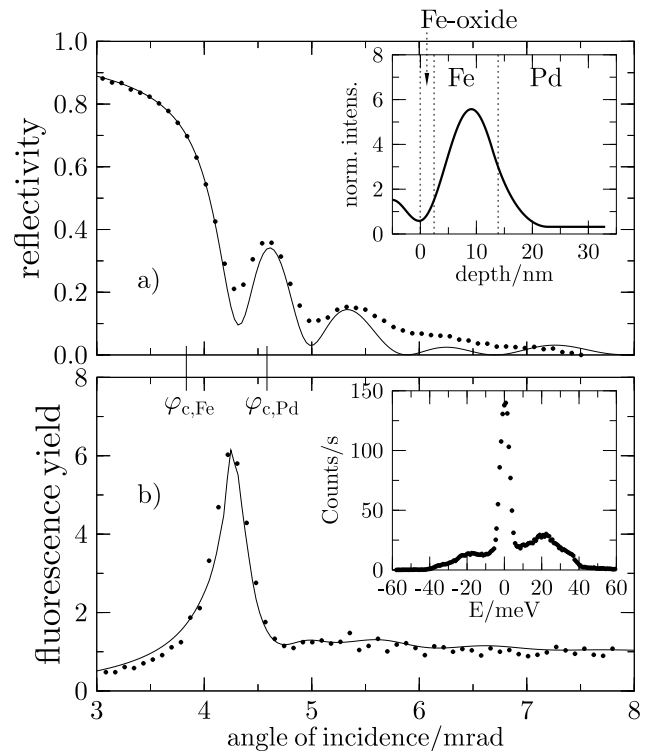 Fe-oxide
1.0
0.8
0.6
0.4
0.2
0.0
reflectivity
a)
8
6
4
2
0
norm. intens.
Fe
Pd
0
10
20
30
depth/nm
φc,Fe
φc,Pd
8
6
4
2
0
fluorescence yield
b)
150
125
100
75
50
25
0
Counts/s
-60 -40 -20 0 20 40 60
E/meV
3 4 5 6 7 8
angle of incidence/mrad